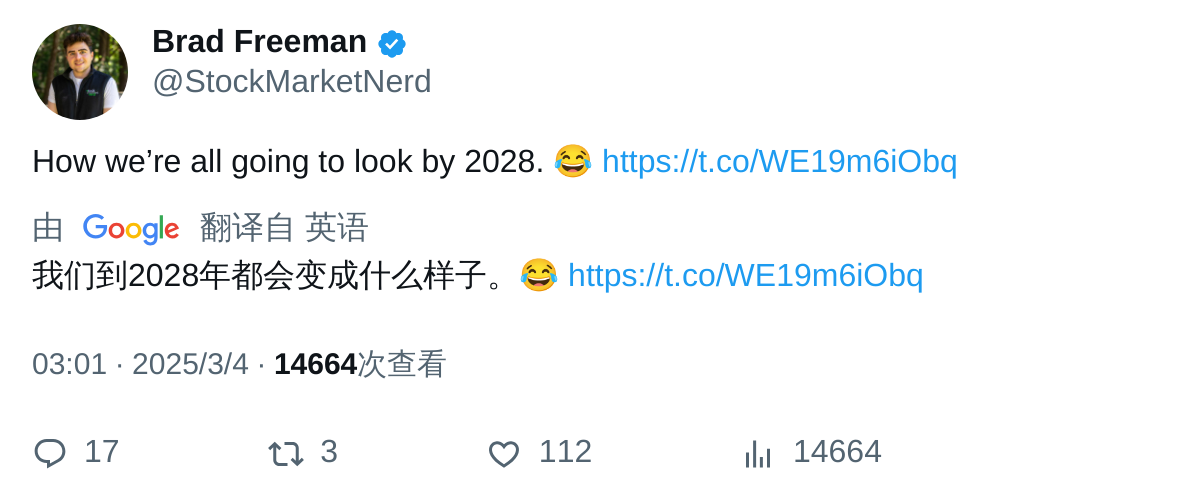 Brad Freeman
@StockMarketNerd
How we’re all going to look by 2028. 😂 https://t.co/WE19m6iObq
由 Google 翻译自 英语
我们到2028年都会变成什么样子。😂 https://t.co/WE19m6iObq
03:01 · 2025/3/4 · 14664次查看
17 3 112 14664